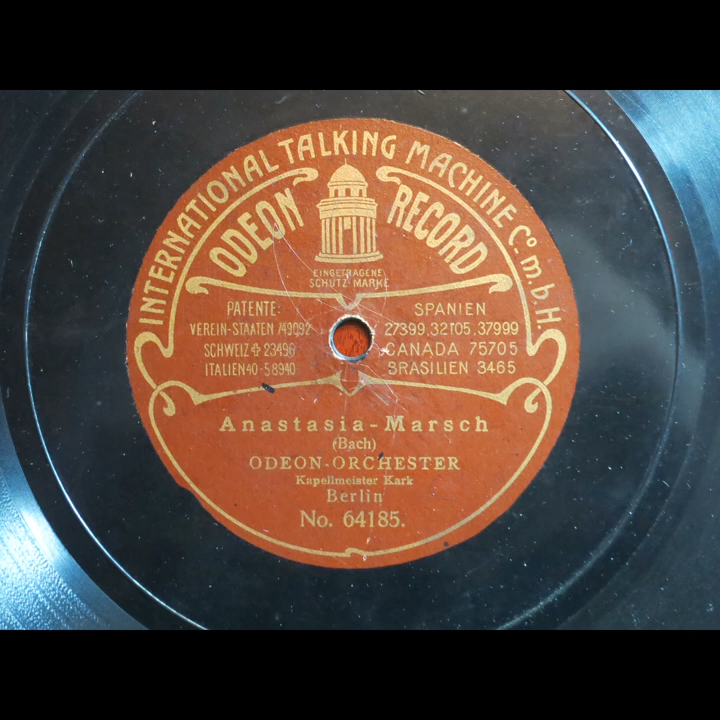 INTERNATIONAL TALKING MACHINE Co. m. b. H.
ODEON RECORD
EINGETRAGENE
SCHUTZ-MARKE
PATENTE:
VEREIN-STAATEN 749092
SCHWEIZ 23496
ITALIEN 40-58940
SPANIEN
27399, 32105, 37999
CANADA 75705
BRASILIEN 3465
Anastasia-Marsch
(Bach)
ODEON-ORCHESTER
Kapellmeister Kark
Berlin
No. 64185.